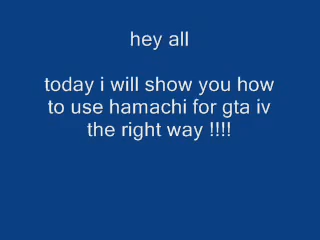 hey all
today i will show you how
to use hamachi for gta iv
the right way !!!!